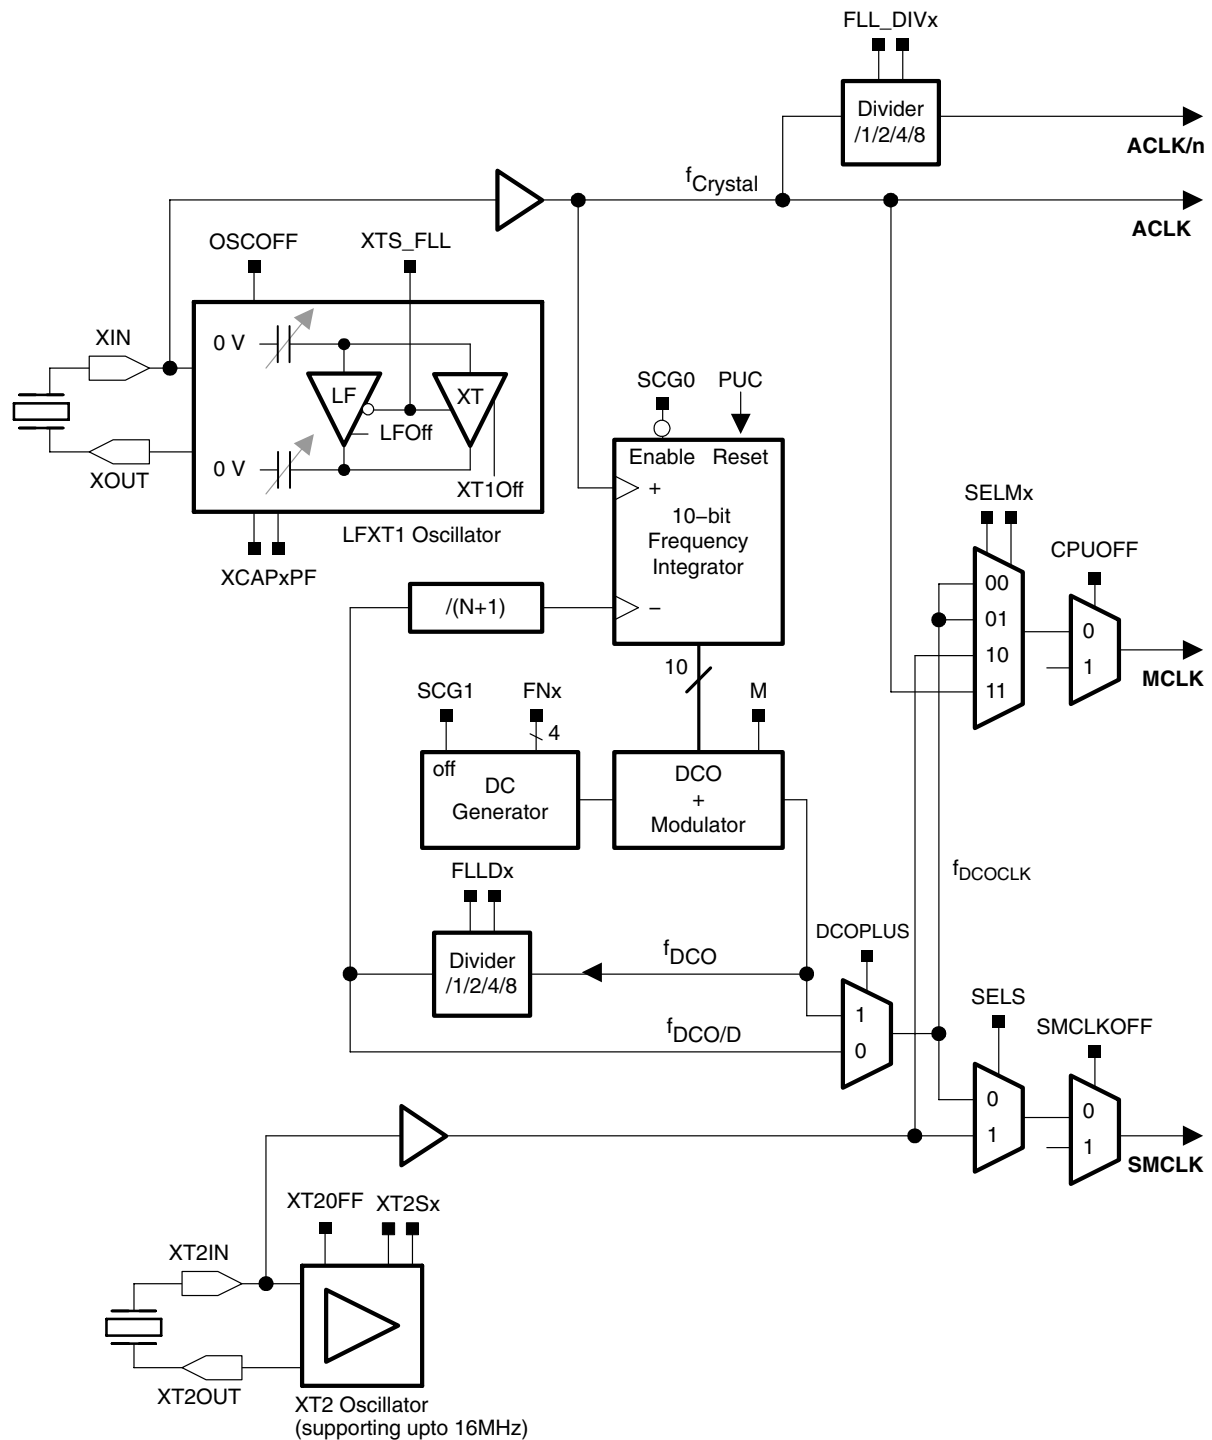 FLL_DIVx
Divider
/1/2/4/8
ACLK/n
fCrystal
ACLK
OSCOFF
XTS_FLL
XIN
0 V
LF
XT
LFOff
0 V
XT1Off
XOUT
LFXT1 Oscillator
XCAPxPF
SCG0
PUC
Enable
Reset
+
10−bit
Frequency
Integrator
−
/(N+1)
10
SELMx
CPUOFF
00
01
10
11
0
1
MCLK
SCG1
FNx
4
M
off
DC
Generator
DCO
+
Modulator
fDCOCLK
FLLDx
Divider
/1/2/4/8
fDCO
fDCO/D
DCOPLUS
1
0
SELS
SMCLKOFF
0
1
0
1
SMCLK
XT20FF
XT2Sx
XT2IN
XT2OUT
XT2 Oscillator
(supporting upto 16MHz)